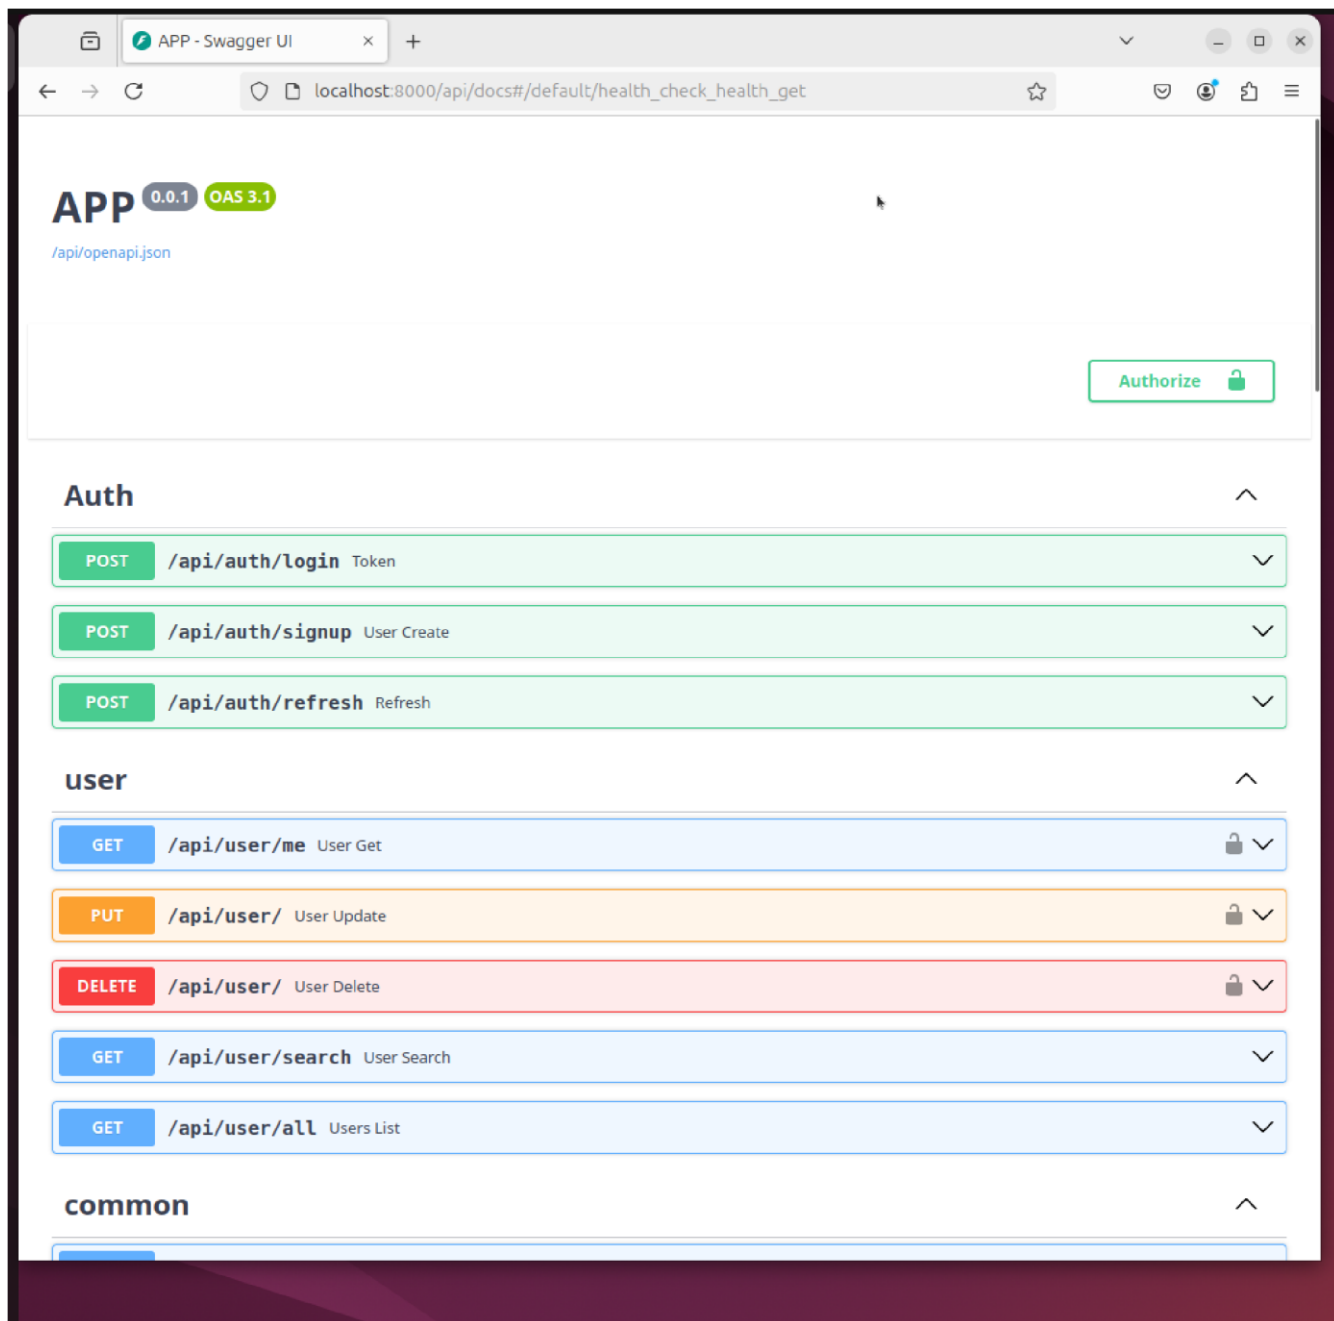 APP - Swagger UI
localhost:8000/api/docs#/default/health_check_health_get
APP 0.0.1 OAS 3.1
/api/openapi.json
Authorize
Auth
POST /api/auth/login Token
POST /api/auth/signup User Create
POST /api/auth/refresh Refresh
user
GET /api/user/me User Get
PUT /api/user/ User Update
DELETE /api/user/ User Delete
GET /api/user/search User Search
GET /api/user/all Users List
common